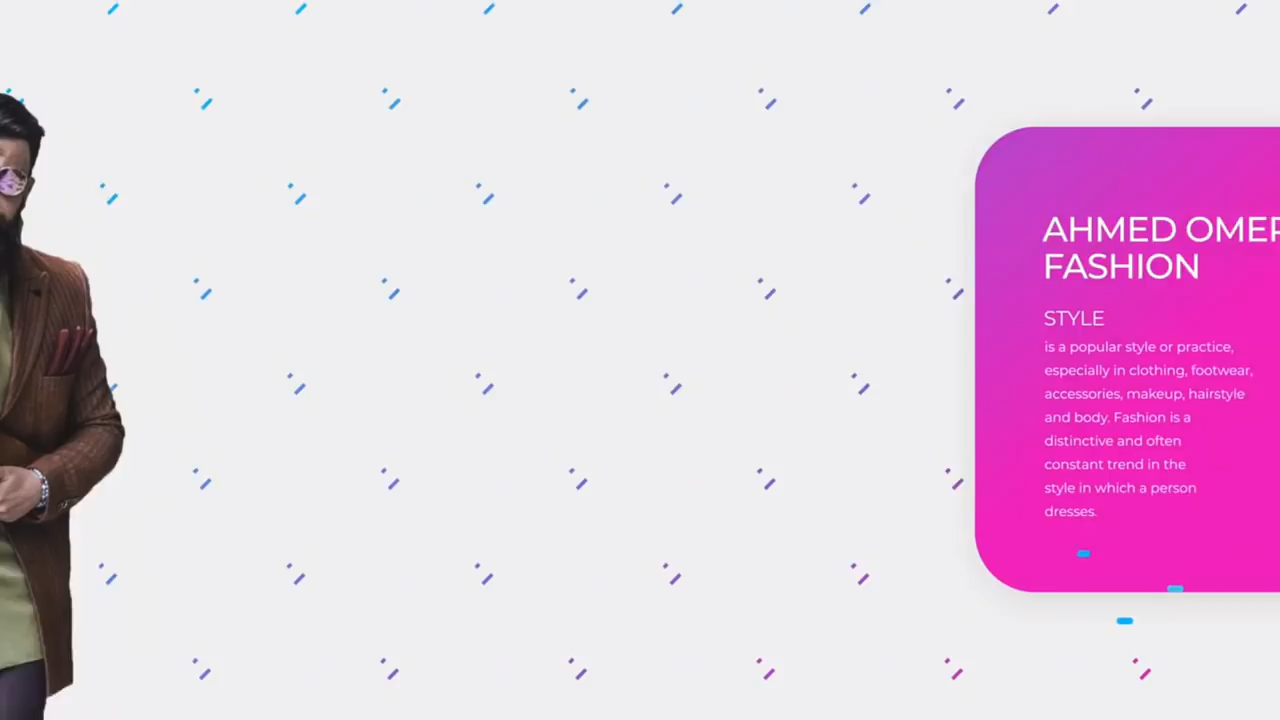 AHMED OMER
FASHION
STYLE
is a popular style or practice,
especially in clothing, footwear,
accessories, makeup, hairstyle
and body. Fashion is a
distinctive and often
constant trend in the
style in which a person
dresses.